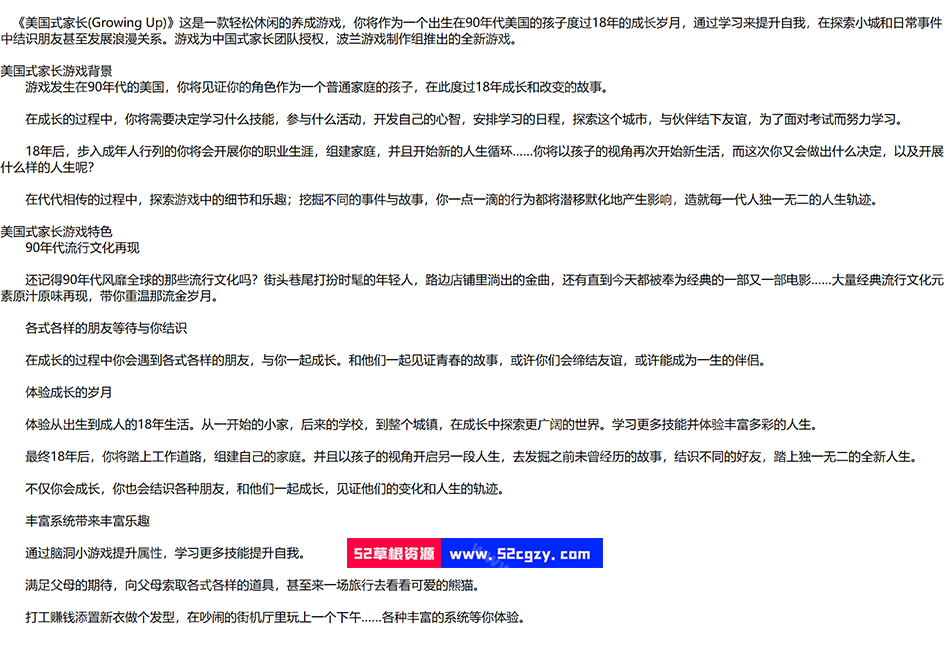 《美国式家长(Growing Up)》这是一款轻松休闲的养成游戏，你将作为一个出生在90年代美国的孩子度过18年的成长岁月，通过学习来提升自我，在探索小城和日常事件
中结识朋友甚至发展浪漫关系。游戏为中国式家长团队授权，波兰游戏制作组推出的全新游戏。
美国式家长游戏背景
游戏发生在90年代的美国，你将见证你的角色作为一个普通家庭的孩子，在此度过18年成长和改变的故事。
在成长的过程中，你将需要决定学习什么技能，参与什么活动，开发自己的心智，安排学习的日程，探索这个城市，与伙伴结下友谊，为了面对考试而努力学习。
18年后，步入成年人行列的你将会开展你的职业生涯，组建家庭，并且开始新的人生循环......你将以孩子的视角再次开始新生活，而这次你又会做出什么决定，以及开展
什么样的人生呢？
在代代相传的过程中，探索游戏中的细节和乐趣；挖掘不同的事件与故事，你一点一滴的行为都将潜移默化地产生影响，造就每一代人独一无二的人生轨迹。
美国式家长游戏特色
90年代流行文化再现
还记得90年代风靡全球的那些流行文化吗？街头巷尾打扮时髦的年轻人，路边店铺里淌出的金曲，还有直到今天都被奉为经典的一部又一部电影......大量经典流行文化元
素原汁原味再现，带你重温那流金岁月。
各式各样的朋友等待与你结识
在成长的过程中你会遇到各式各样的朋友，与你一起成长。和他们一起见证青春的故事，或许你们会缔结友谊，或许能成为一生的伴侣。
体验成长的岁月
体验从出生到成人的18年生活。从一开始的小家，后来的学校，到整个城镇，在成长中探索更广阔的世界。学习更多技能并体验丰富多彩的人生。
最终18年后，你将踏上工作道路，组建自己的家庭。并且以孩子的视角开启另一段人生，去发掘之前未曾经历的故事，结识不同的好友，踏上独一无二的全新人生。
不仅你会成长，你也会结识各种朋友，和他们一起成长，见证他们的变化和人生的轨迹。
丰富系统带来丰富乐趣
通过脑洞小游戏提升属性，学习更多技能提升自我。
52草根资源 www.52cgzy.com
满足父母的期待，向父母索取各式各样的道具，甚至来一场旅行去看看可爱的熊猫。
打工赚钱添置新衣做个发型，在吵闹的街机厅里玩上一个下午......各种丰富的系统等你体验。